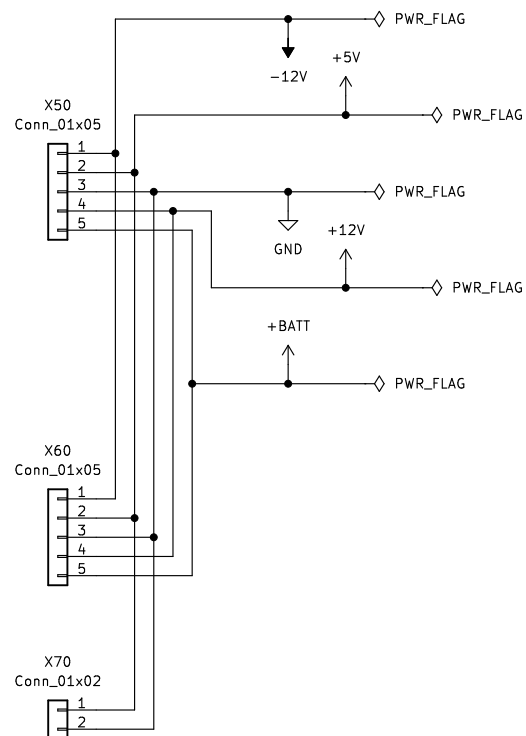 PWR_FLAG
-12V
+5V
PWR_FLAG
X50
Conn_01x05
1
2
3
4
5
PWR_FLAG
GND
+12V
PWR_FLAG
+BATT
PWR_FLAG
X60
Conn_01x05
1
2
3
4
5
X70
Conn_01x02
1
2